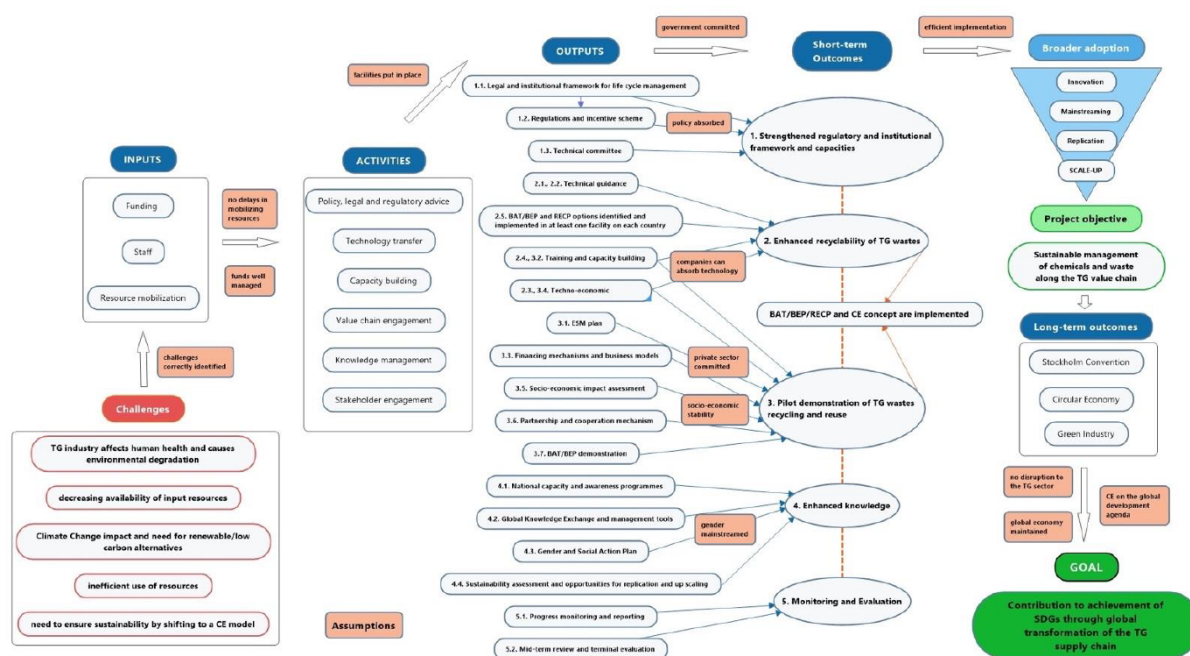 Challenges
TG industry affects human health and causes
environmental degradation
decreasing availability of input resources
Climate Change impact and need for renewable/low
carbon alternatives
inefficient use of resources
need to ensure sustainability by shifting to a CE model
challenges
correctly identified
INPUTS
Funding
Staff
Resource mobilization
no delays in
mobilizing
resources
funds well
managed
ACTIVITIES
Policy, legal and regulatory advice
Technology transfer
Capacity building
Value chain engagement
Knowledge management
Stakeholder engagement
facilities put in place
OUTPUTS
1.1. Legal and institutional framework for life cycle management
1.2. Regulations and incentive scheme
1.3. Technical committee
2.1., 2.2. Technical guidance
2.5. BAT/BEP and RECP options identified and
implemented in at least one facility on each country
2.4., 3.2. Training and capacity building
2.3., 3.4. Techno-economic
3.1. ESM plan
3.3. Financing mechanisms and business models
3.5. Socio-economic impact assessment
3.6. Partnership and cooperation mechanism
3.7. BAT/BEP demonstration
4.1. National capacity and awareness programmes
4.2. Global Knowledge Exchange and management tools
4.3. Gender and Social Action Plan
4.4. Sustainability assessment and opportunities for replication and up scaling
5.1. Progress monitoring and reporting
5.2. Mid-term review and terminal evaluation
Assumptions
government committed
policy absorbed
companies can
absorb technology
private sector
committed
socio-economic
stability
gender
mainstreamed
Short-term
Outcomes
1. Strengthened regulatory and institutional
framework and capacities
2. Enhanced recyclability of TG wastes
BAT/BEP/RECP and CE concept are implemented
3. Pilot demonstration of TG wastes
recycling and reuse
4. Enhanced knowledge
5. Monitoring and Evaluation
efficient implementation
Broader adoption
Innovation
Mainstreaming
Replication
SCALE-UP
Project objective
Sustainable management
of chemicals and waste
along the TG value chain
Long-term outcomes
Stockholm Convention
Circular Economy
Green Industry
no disruption to
the TG sector
global economy
maintained
CE on the global
development
agenda
GOAL
Contribution to achievement of
SDGs through global
transformation of the TG
supply chain